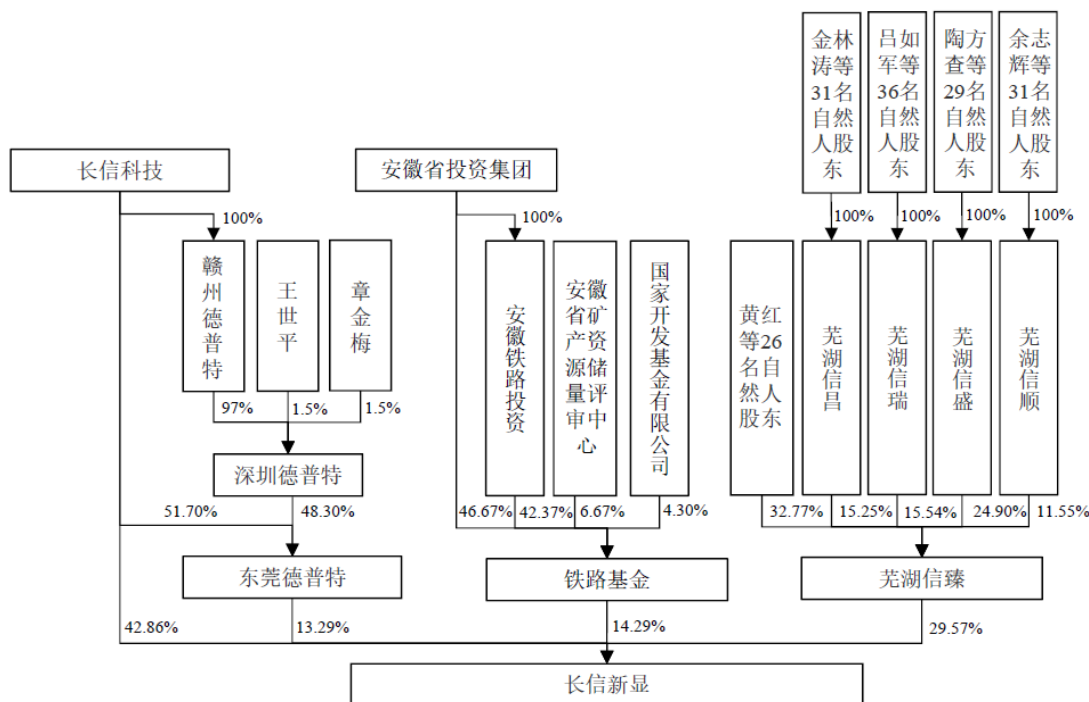 金林
涛等
31名
自然
人股
东
吕如
军等
36名
自然
人股
东
陶方
查等
29名
自然
人股
东
余志
辉等
31名
自然
人股
东
长信科技
安徽省投资集团
100%
100%
100%
100%
100%
100%
赣州德普特
王世平
章金梅
安徽铁路投资
安徽
省矿
产资
源储
量评
审中
心
国家开发基金有限公司
黄红
等26
名自
然人
股东
芜湖信昌
芜湖信瑞
芜湖信盛
芜湖信顺
97%
1.5%
1.5%
深圳德普特
51.70%
48.30%
46.67%
42.37%
6.67%
4.30%
32.77%
15.25%
15.54%
24.90%
11.55%
东莞德普特
铁路基金
芜湖信臻
42.86%
13.29%
14.29%
29.57%
长信新显